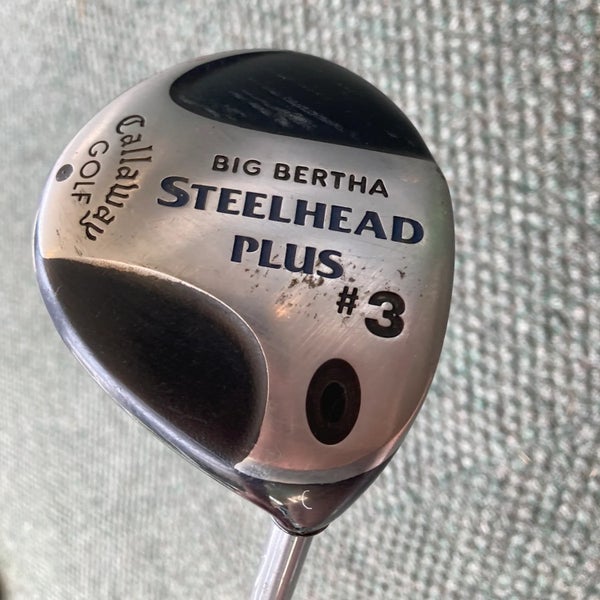 Callaway
GOLF
BIG BERTHA
STEELHEAD
PLUS
#3